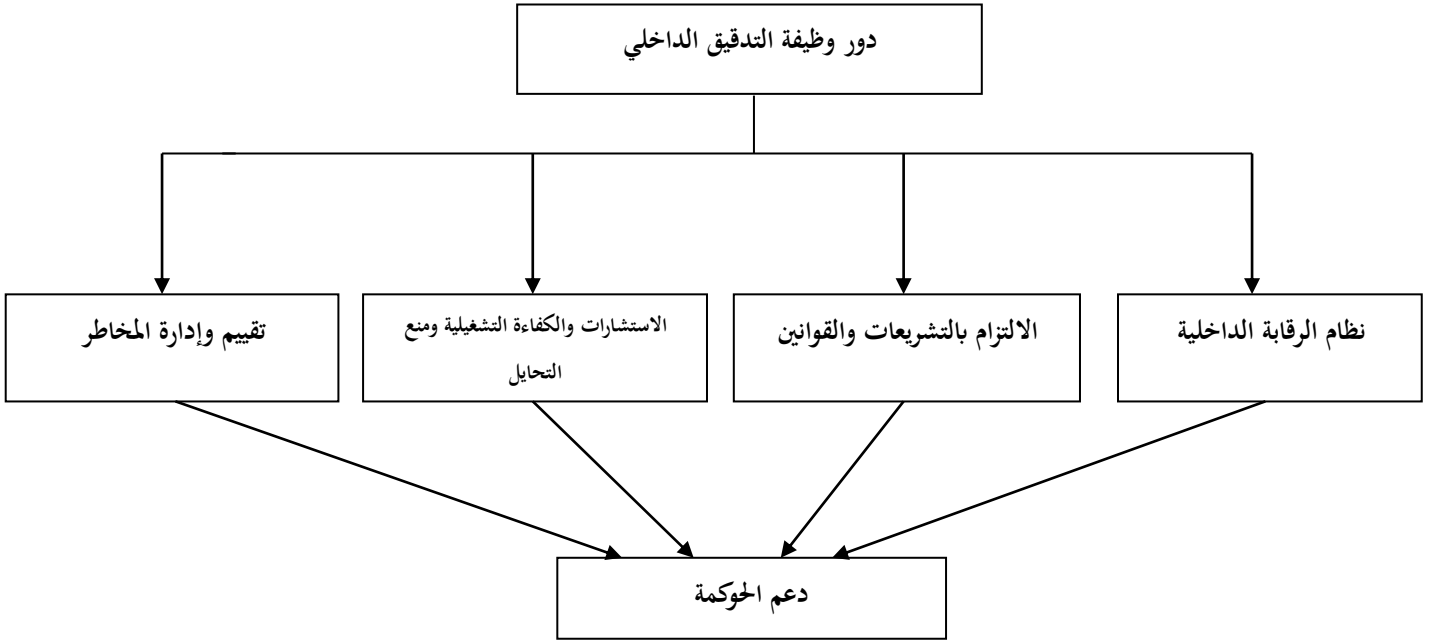 دور وظيفة التدقيق الداخلي
نظام الرقابة الداخلية
الالتزام بالتشريعات والقوانين
الاستشارات والكفاءة التشغيلية ومنع
التحايل
تقييم وإدارة المخاطر
دعم الحوكمة